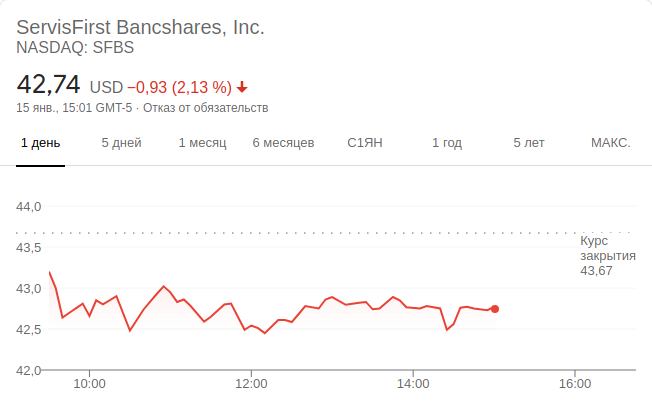 ServisFirst Bancshares, Inc.
NASDAQ: SFBS
42,74 USD −0,93 (2,13 %)
15 янв., 15:01 GMT-5 · Отказ от обязательств
1 день 5 дней 1 месяц 6 месяцев С1ЯН 1 год 5 лет МАКС.
44,0
43,5
43,0
42,5
42,0
Курс
закрытия
43,67
10:00 12:00 14:00 16:00